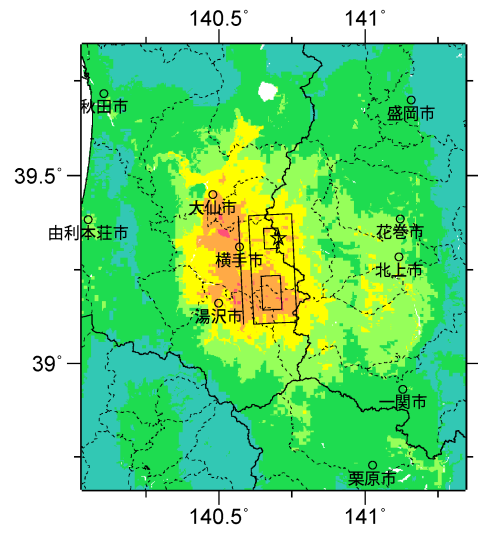 140.5° 141°
秋田市
盛岡市
39.5°
大仙市
由利本荘市 花巻市
横手市
北上市
湯沢市
39°
一関市
栗原市
140.5° 141°